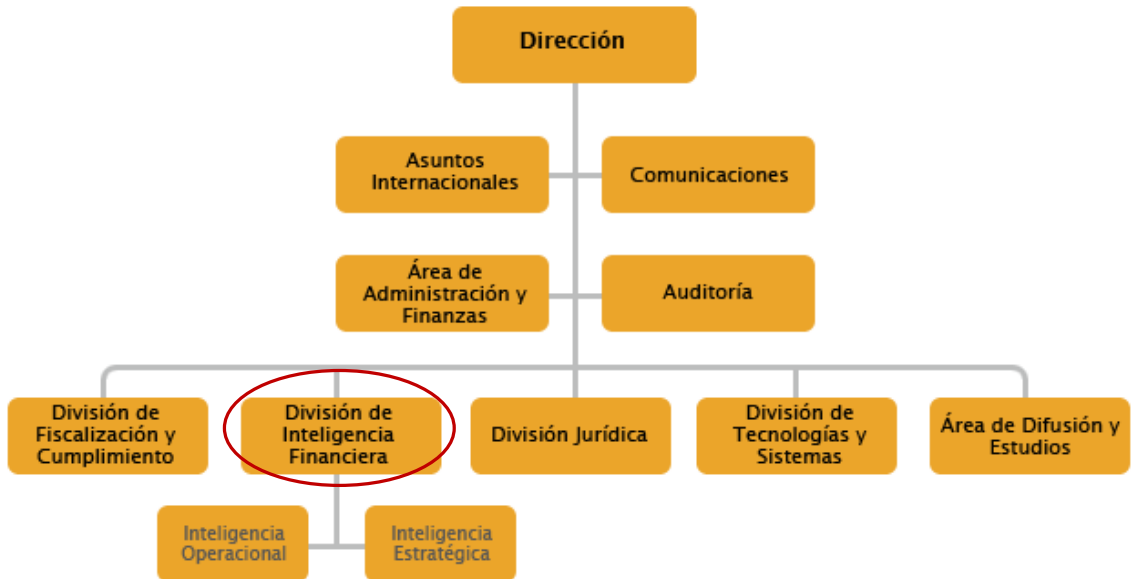 Dirección
Asuntos
Internacionales
Comunicaciones
Área de
Administración y
Finanzas
Auditoría
División de
Fiscalización y
Cumplimiento
División de
Inteligencia
Financiera
División Jurídica
División de
Tecnologías y
Sistemas
Área de Difusión y
Estudios
Inteligencia
Operacional
Inteligencia
Estratégica